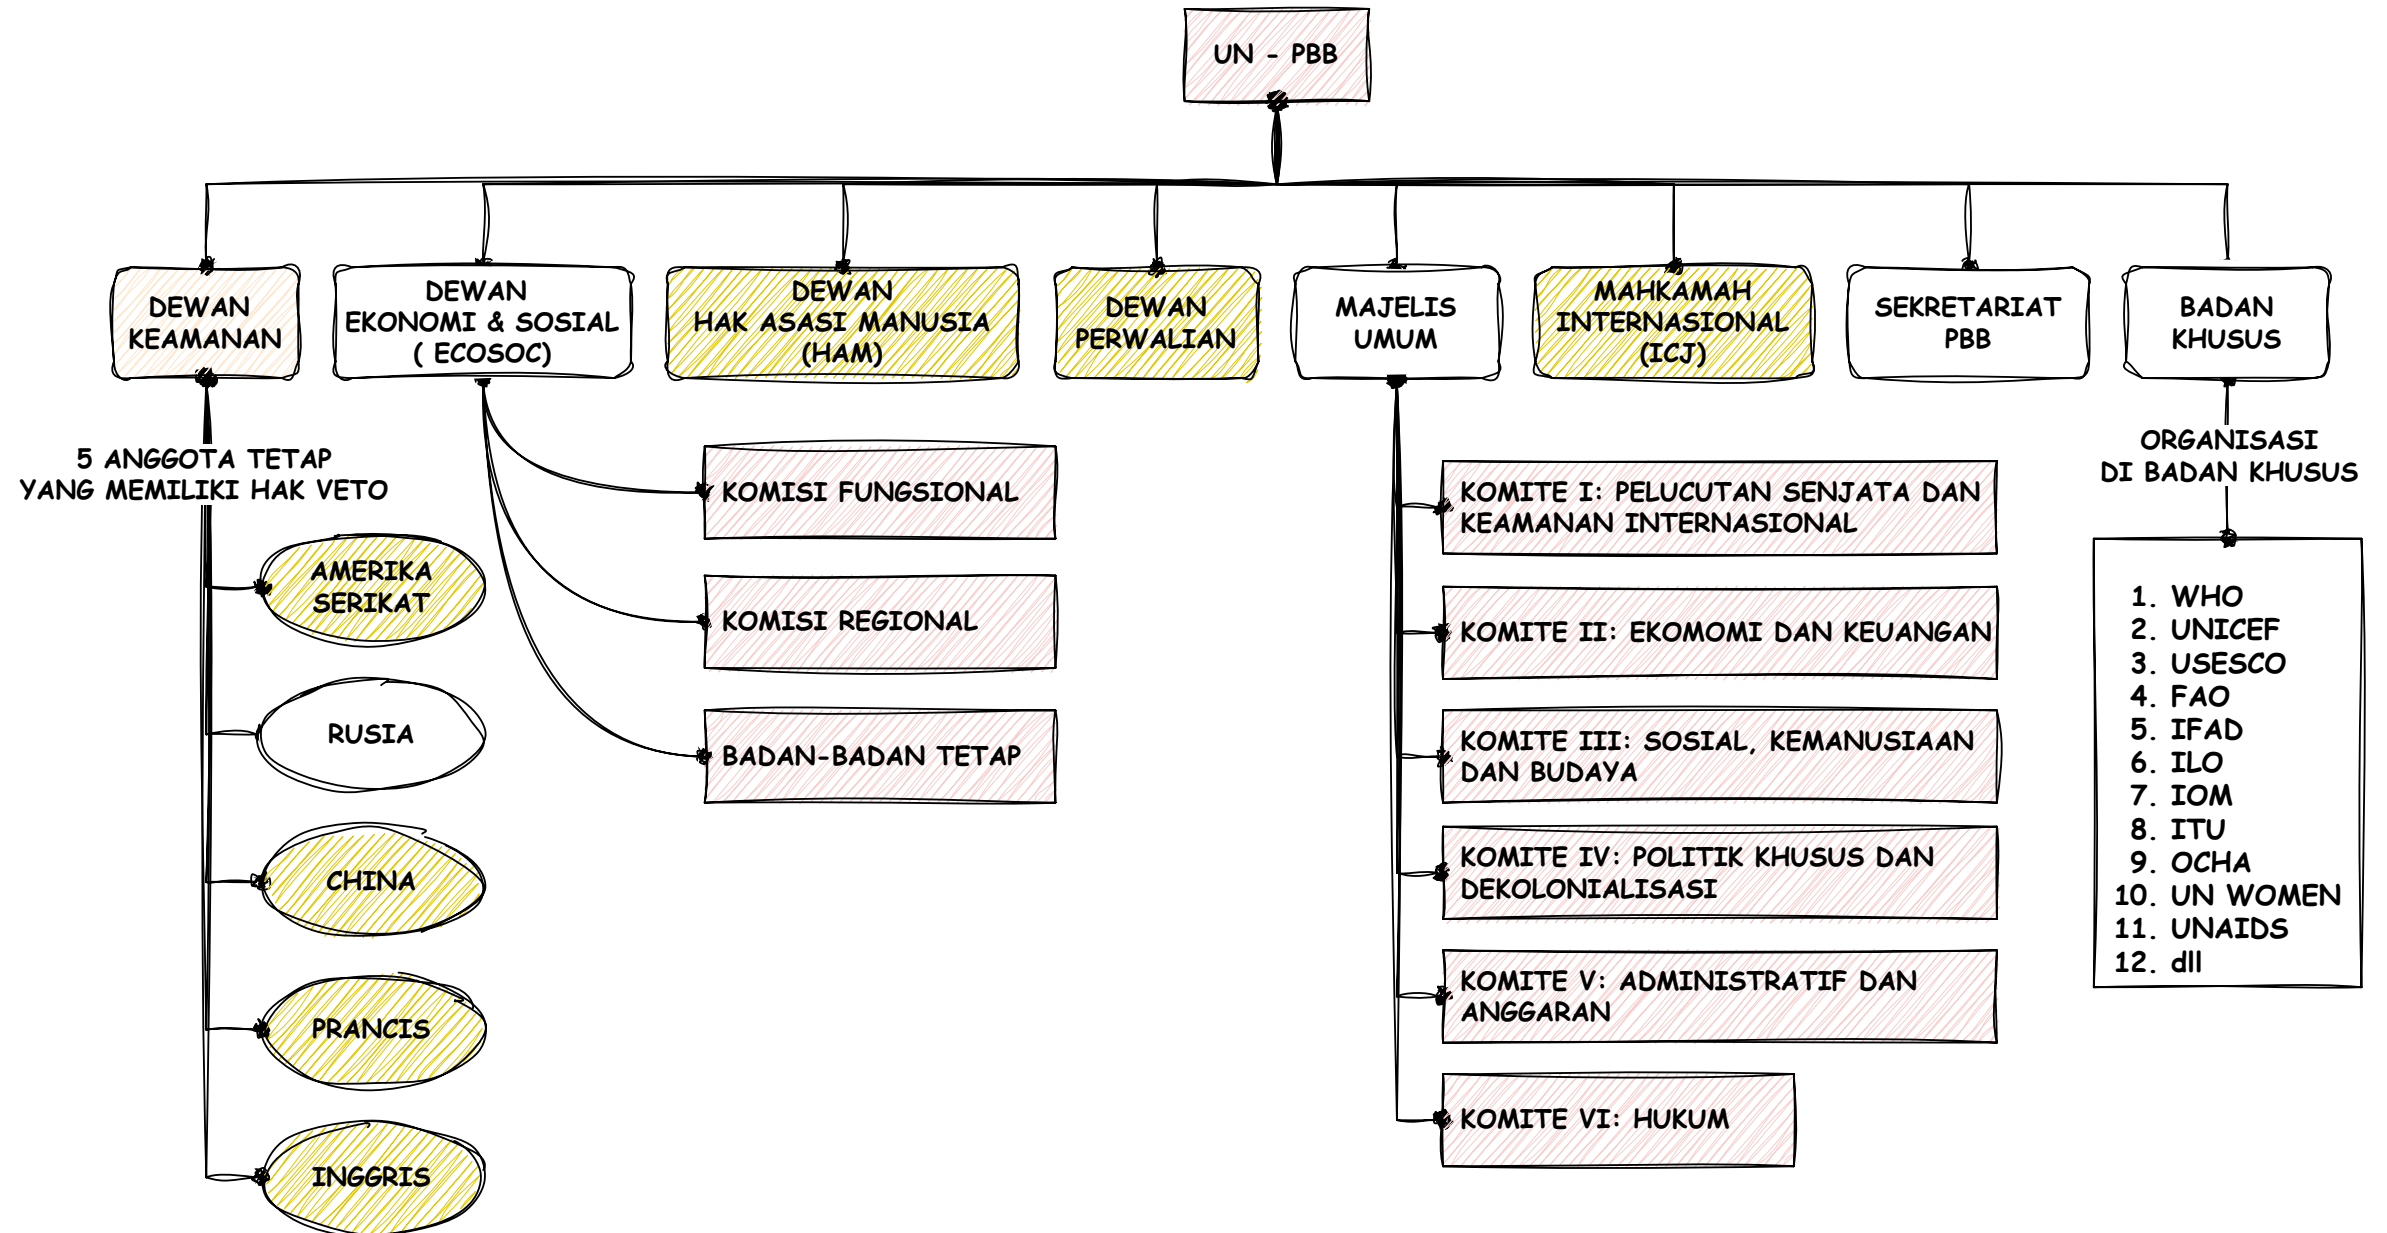 UN - PBB
DEWAN
KEAMANAN
DEWAN
EKONOMI & SOSIAL
( ECOSOC)
DEWAN
HAK ASASI MANUSIA
(HAM)
DEWAN
PERWALIAN
MAJELIS
UMUM
MAHKAMAH
INTERNASIONAL
(ICJ)
SEKRETARIAT
PBB
BADAN
KHUSUS
5 ANGGOTA TETAP
YANG MEMILIKI HAK VETO
AMERIKA
SERIKAT
RUSIA
CHINA
PRANCIS
INGGRIS
KOMISI FUNGSIONAL
KOMISI REGIONAL
BADAN-BADAN TETAP
KOMITE I: PELUCUTAN SENJATA DAN
KEAMANAN INTERNASIONAL
KOMITE II: EKOMOMI DAN KEUANGAN
KOMITE III: SOSIAL, KEMANUSIAAN
DAN BUDAYA
KOMITE IV: POLITIK KHUSUS DAN
DEKOLONIALISASI
KOMITE V: ADMINISTRATIF DAN
ANGGARAN
KOMITE VI: HUKUM
ORGANISASI
DI BADAN KHUSUS
1. WHO
2. UNICEF
3. USESCO
4. FAO
5. IFAD
6. ILO
7. IOM
8. ITU
9. OCHA
10. UN WOMEN
11. UNAIDS
12. dll